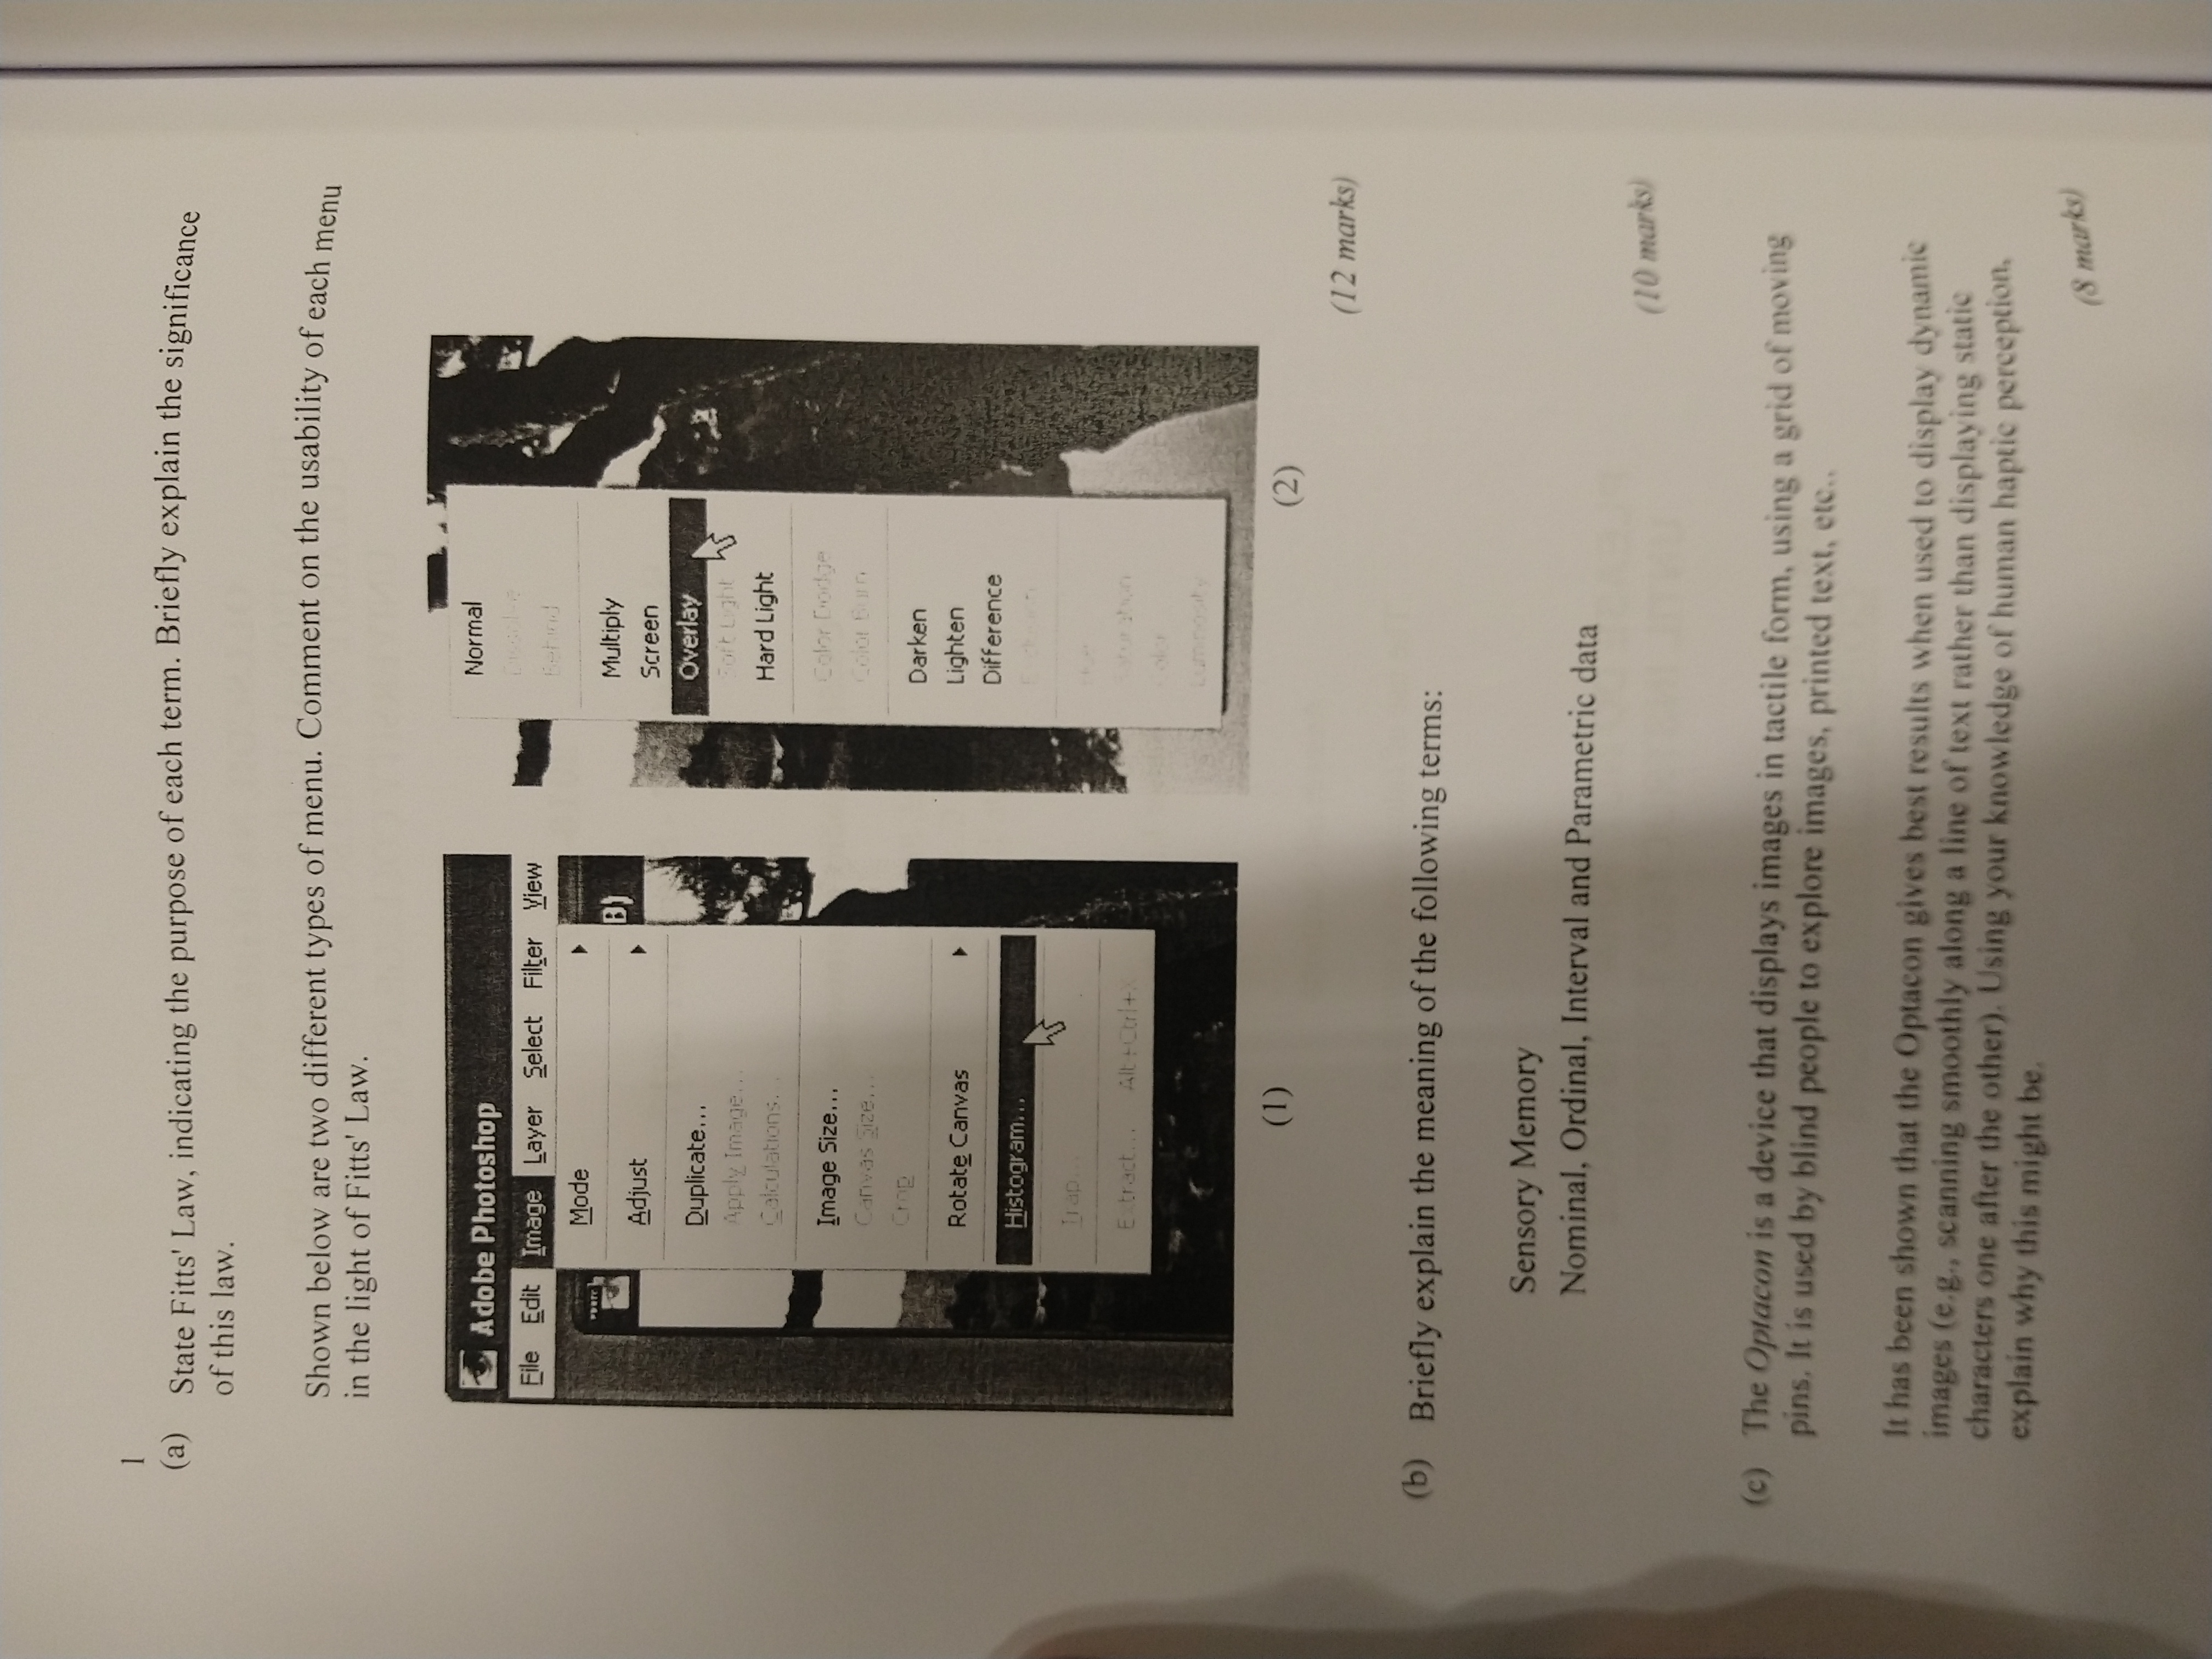 1
(a) State Fitts' Law, indicating the purpose of each term. Briefly explain the significance
of this law.
Shown below are two different types of menu. Comment on the usability of each menu
in the light of Fitts' Law.
Adobe Photoshop
File Edit Image Layer Select Filter View
Mode
B)
Adjust
Duplicate...
Apply Image...
Calculations...
Image Size...
Canvas Size...
Crop
Rotate Canvas
Histogram...
Trap...
Extract... Alt+Ctrl+X
(1)
Normal
Dissolve
Behind
Multiply
Screen
Overlay
Soft Light
Hard Light
Color Dodge
Color Burn
Darken
Lighten
Difference
Exclusion
Hue
Saturation
Color
Luminosity
(2)
(12 marks)
(b) Briefly explain the meaning of the following terms:
Sensory Memory
Nominal, Ordinal, Interval and Parametric data
(10 marks)
(c) The Optacon is a device that displays images in tactile form, using a grid of moving
pins. It is used by blind people to explore images, printed text, etc..
It has been shown that the Optacon gives best results when used to display dynamic
images (e.g., scanning smoothly along a line of text rather than displaying static
characters one after the other). Using your knowledge of human haptic perception,
explain why this might be.
(8 marks)